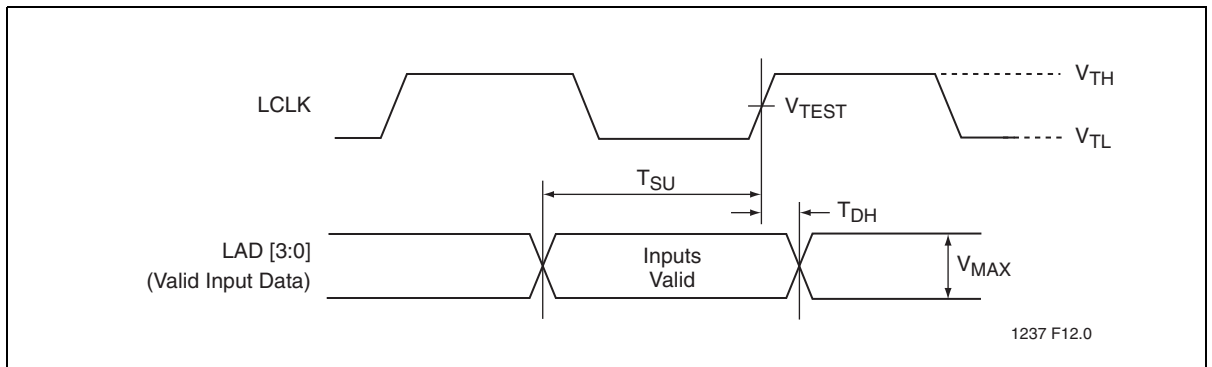 LCLK
VTH
VTEST
VTL
TSU
TDH
LAD [3:0]
(Valid Input Data)
Inputs
Valid
VMAX
1237 F12.0